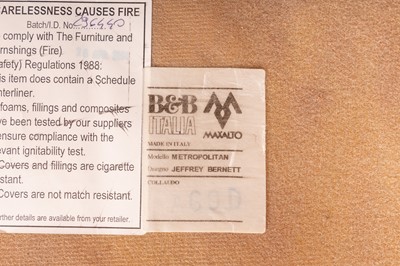 CARELESSNESS CAUSES FIRE
Batch/I.D. No.
comply with The Furniture and
rnishings (Fire)
afety) Regulations 1988:
is item does contain a Schedule
terliner.
foams, fillings and composites
ve been tested by our suppliers
ensure compliance with the
evant ignitability test.
Covers and fillings are cigarette
stant.
Covers are not match resistant.
rther details are available from your retailer.
B&B
ITALIA
MAXALTO
MADE IN ITALY
Modello METROPOLITAN
Designer JEFFREY BERNETT
COLLAUDO